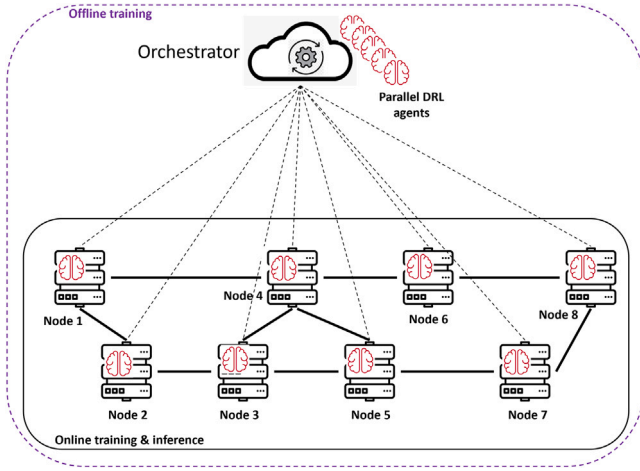 Offline training
Orchestrator
Parallel DRL
agents
Node 4
Node 1
Node 6
Node 8
Node 2
Node 3
Node 5
Node 7
Online training & inference